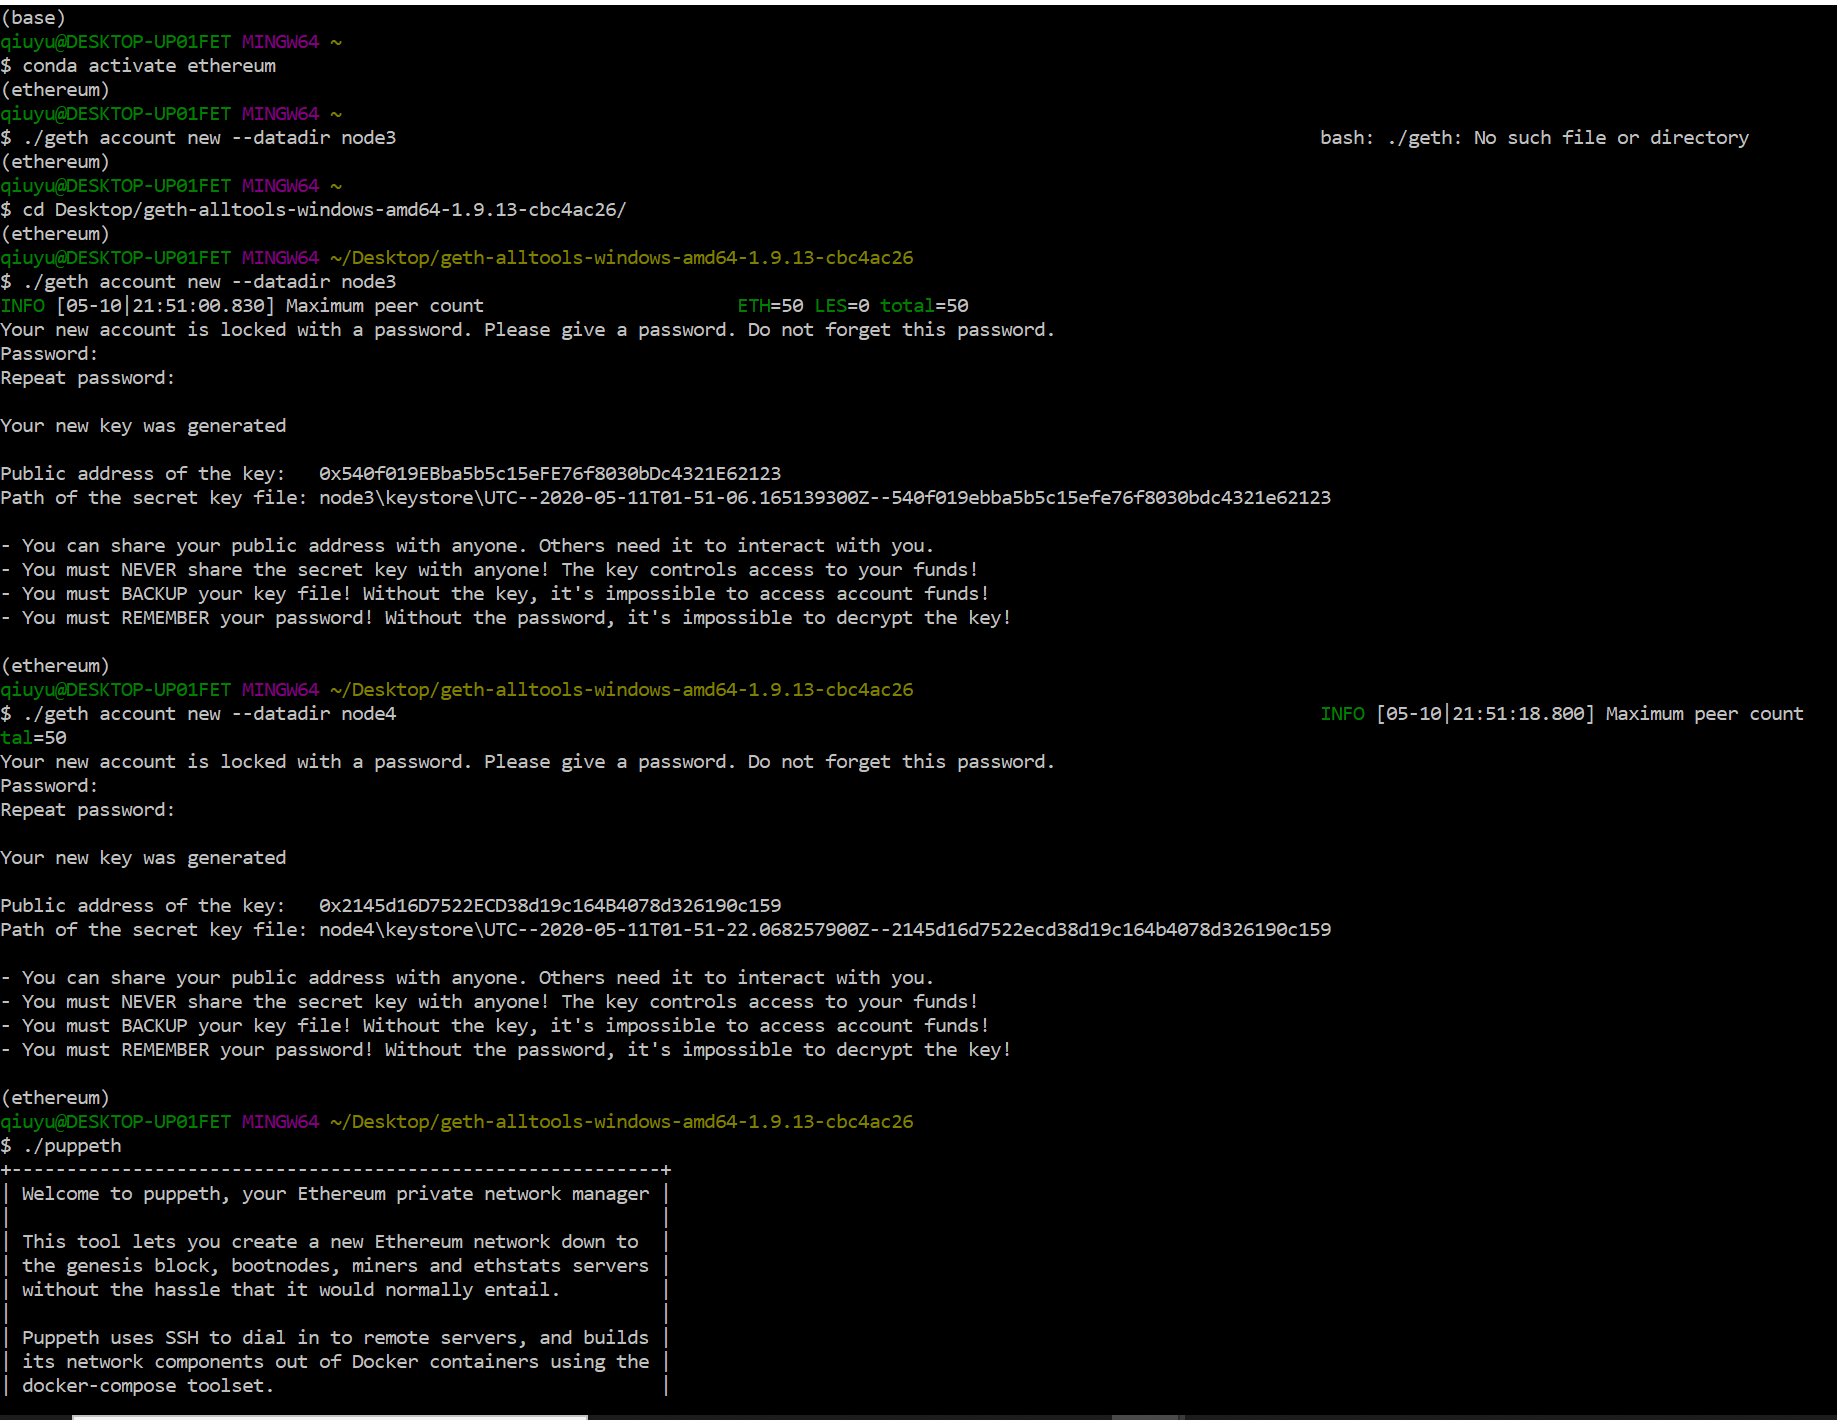 (base)
qiuyu@DESKTOP-UP01FET MINGW64 ~
$ conda activate ethereum
(ethereum)
qiuyu@DESKTOP-UP01FET MINGW64 ~
$ ./geth account new --datadir node3 bash: ./geth: No such file or directory
(ethereum)
qiuyu@DESKTOP-UP01FET MINGW64 ~
$ cd Desktop/geth-alltools-windows-amd64-1.9.13-cbc4ac26/
(ethereum)
qiuyu@DESKTOP-UP01FET MINGW64 ~/Desktop/geth-alltools-windows-amd64-1.9.13-cbc4ac26
$ ./geth account new --datadir node3
INFO [05-10|21:51:00.830] Maximum peer count ETH=50 LES=0 total=50
Your new account is locked with a password. Please give a password. Do not forget this password.
Password:
Repeat password:
Your new key was generated
Public address of the key: 0x540f019EBba5b5c15eFE76f8030bDc4321E62123
Path of the secret key file: node3\keystore\UTC--2020-05-11T01-51-06.165139300Z--540f019ebba5b5c15efe76f8030bdc4321e62123
- You can share your public address with anyone. Others need it to interact with you.
- You must NEVER share the secret key with anyone! The key controls access to your funds!
- You must BACKUP your key file! Without the key, it's impossible to access account funds!
- You must REMEMBER your password! Without the password, it's impossible to decrypt the key!
(ethereum)
qiuyu@DESKTOP-UP01FET MINGW64 ~/Desktop/geth-alltools-windows-amd64-1.9.13-cbc4ac26
$ ./geth account new --datadir node4 INFO [05-10|21:51:18.800] Maximum peer count
tal=50
Your new account is locked with a password. Please give a password. Do not forget this password.
Password:
Repeat password:
Your new key was generated
Public address of the key: 0x2145d16D7522ECD38d19c164B4078d326190c159
Path of the secret key file: node4\keystore\UTC--2020-05-11T01-51-22.068257900Z--2145d16d7522ecd38d19c164b4078d326190c159
- You can share your public address with anyone. Others need it to interact with you.
- You must NEVER share the secret key with anyone! The key controls access to your funds!
- You must BACKUP your key file! Without the key, it's impossible to access account funds!
- You must REMEMBER your password! Without the password, it's impossible to decrypt the key!
(ethereum)
qiuyu@DESKTOP-UP01FET MINGW64 ~/Desktop/geth-alltools-windows-amd64-1.9.13-cbc4ac26
$ ./puppeth
+-----------------------------------------------------------+
| Welcome to puppeth, your Ethereum private network manager |
| |
| This tool lets you create a new Ethereum network down to |
| the genesis block, bootnodes, miners and ethstats servers |
| without the hassle that it would normally entail. |
| |
| Puppeth uses SSH to dial in to remote servers, and builds |
| its network components out of Docker containers using the |
| docker-compose toolset. |